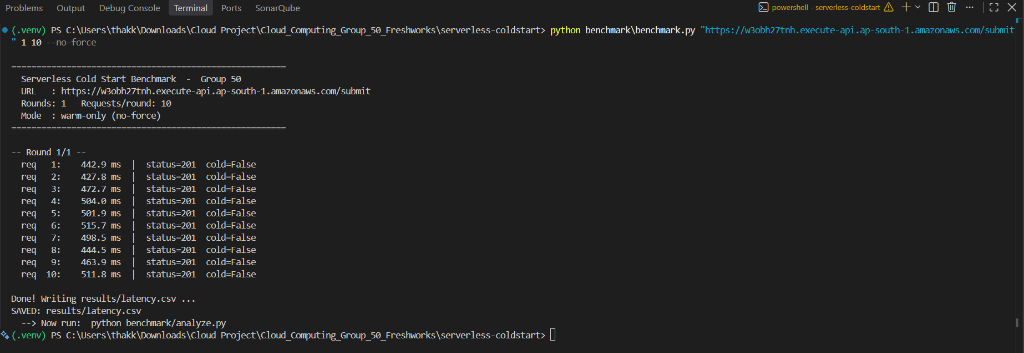 Problems Output Debug Console Terminal Ports SonarQube powershell - serverless-coldstart
(.venv) PS C:\Users\thakk\Downloads\Cloud Project\Cloud_Computing_Group_50_Freshworks\serverless-coldstart> python benchmark\benchmark.py "https://w3obh27tnh.execute-api.ap-south-1.amazonaws.com/submit
" 1 10 --no-force
-------------------------------------------------------
Serverless Cold Start Benchmark - Group 50
URL : https://w3obh27tnh.execute-api.ap-south-1.amazonaws.com/submit
Rounds: 1 Requests/round: 10
Mode : warm-only (no-force)
-------------------------------------------------------
-- Round 1/1 --
req 1: 442.9 ms | status=201 cold=False
req 2: 427.8 ms | status=201 cold=False
req 3: 472.7 ms | status=201 cold=False
req 4: 504.0 ms | status=201 cold=False
req 5: 501.9 ms | status=201 cold=False
req 6: 515.7 ms | status=201 cold=False
req 7: 498.5 ms | status=201 cold=False
req 8: 444.5 ms | status=201 cold=False
req 9: 463.9 ms | status=201 cold=False
req 10: 511.8 ms | status=201 cold=False
Done! Writing results/latency.csv ...
SAVED: results/latency.csv
--> Now run: python benchmark/analyze.py
(.venv) PS C:\Users\thakk\Downloads\Cloud Project\Cloud_Computing_Group_50_Freshworks\serverless-coldstart>